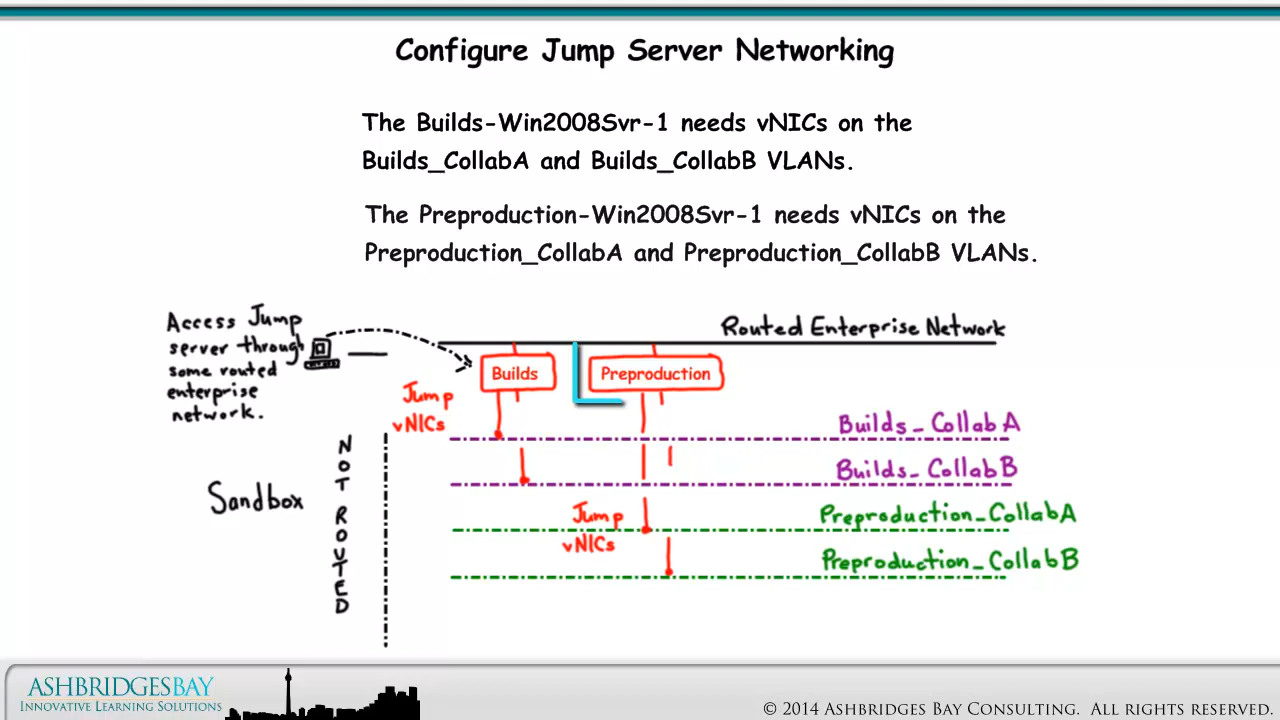 Configure Jump Server Networking
The Builds-Win2008Svr-1 needs vNICs on the
Builds_CollabA and Builds_CollabB VLANs.
The Preproduction-Win2008Svr-1 needs vNICs on the
Preproduction_CollabA and Preproduction_CollabB VLANs.
Access Jump
server through
some routed
enterprise
network.
Routed Enterprise Network
Builds
Preproduction
Jump
vNICs
Builds_CollabA
Builds_CollabB
Sandbox
NOT ROUTED
Jump
vNICs
Preproduction_CollabA
Preproduction_CollabB
ASHBRIDGESBAY
INNOVATIVE LEARNING SOLUTIONS
© 2014 ASHBRIDGES BAY CONSULTING. ALL RIGHTS RESERVED.